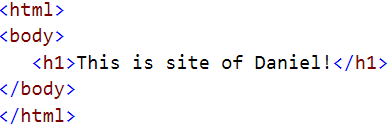 <html>
<body>
<h1>This is site of Daniel!</h1>
</body>
</html>